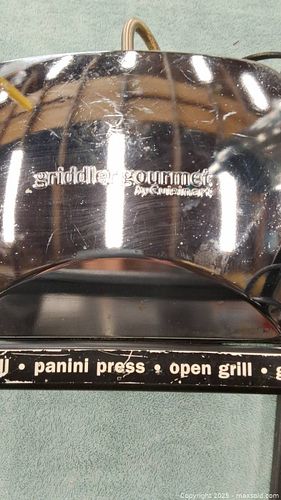 griddler gourmet
by Cuisinart
• panini press • open grill •
Copyright 2025 - maxsold.com